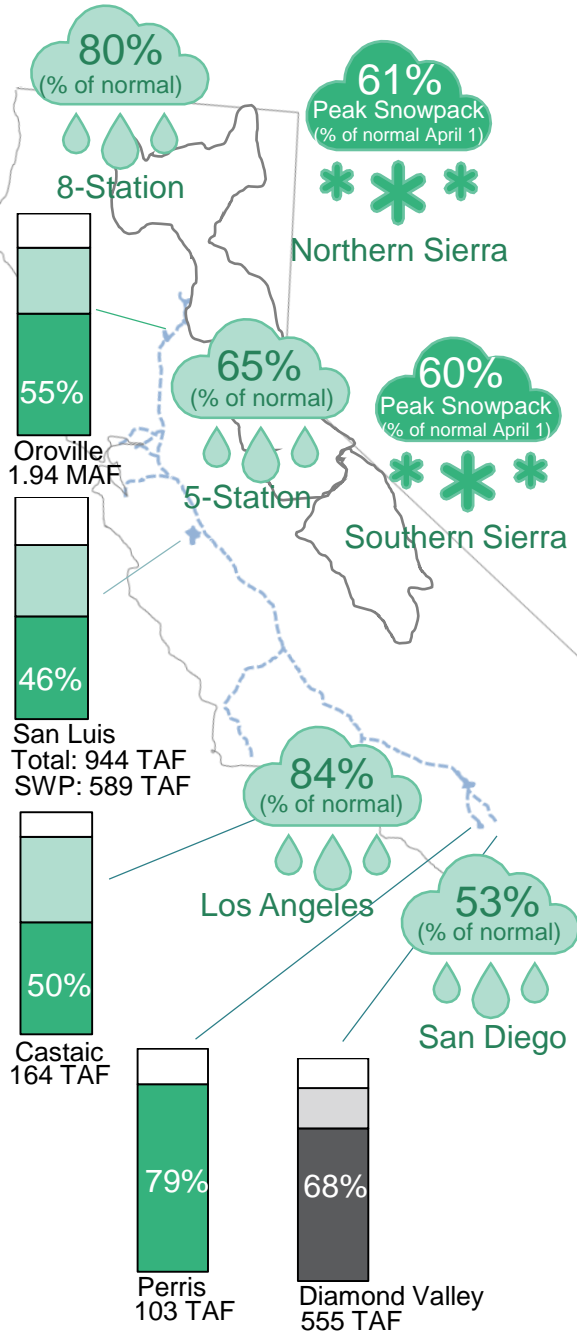 80%
(% of normal)
8-Station
61%
Peak Snowpack
(% of normal April 1)
Northern Sierra
55%
Oroville
1.94 MAF
65%
(% of normal)
5-Station
60%
Peak Snowpack
(% of normal April 1)
Southern Sierra
46%
San Luis
Total: 944 TAF
SWP: 589 TAF
84%
(% of normal)
Los Angeles
53%
(% of normal)
San Diego
50%
Castaic
164 TAF
79%
Perris
103 TAF
68%
Diamond Valley
555 TAF